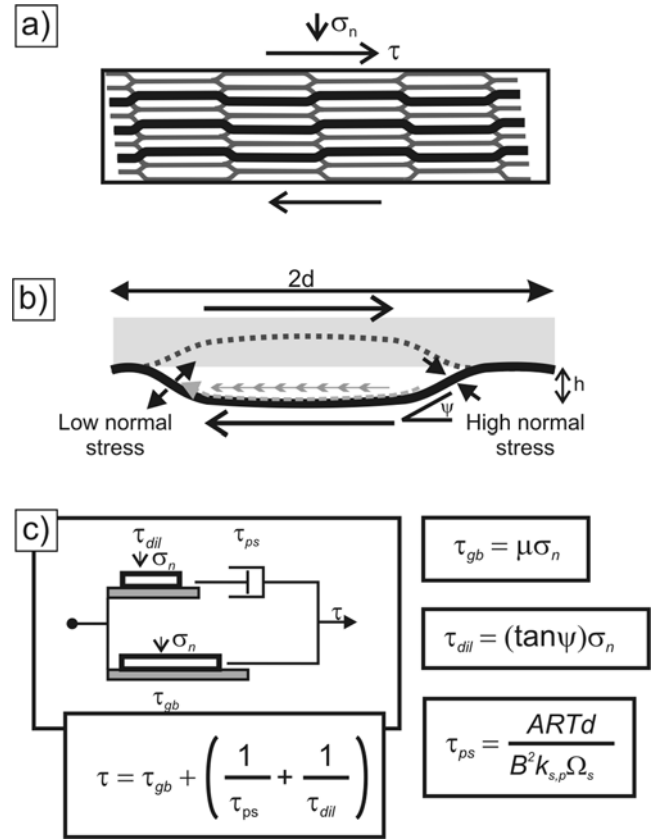 a)
↓σn
τ
b)
2d
h
ψ
Low normal stress
High normal stress
c)
τdil
τps
σn
τ
σn
τgb
τ = τgb + ( 1/τps + 1/τdil )
τgb = μσn
τdil = (tanψ)σn
τps = ARTd / B²ks,pΩs